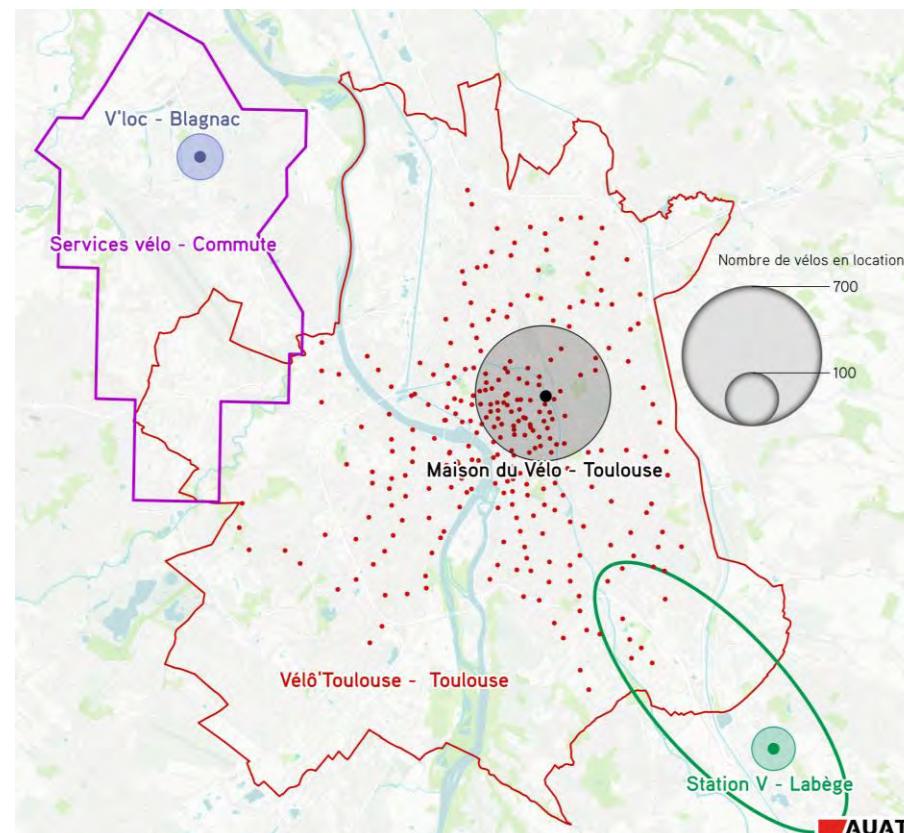 V'loc - Blagnac
Services vélo - Commute
Nombre de vélos en location
700
100
Maison du Vélo - Toulouse
Vélô'Toulouse - Toulouse
Station V - Labège
AUAT